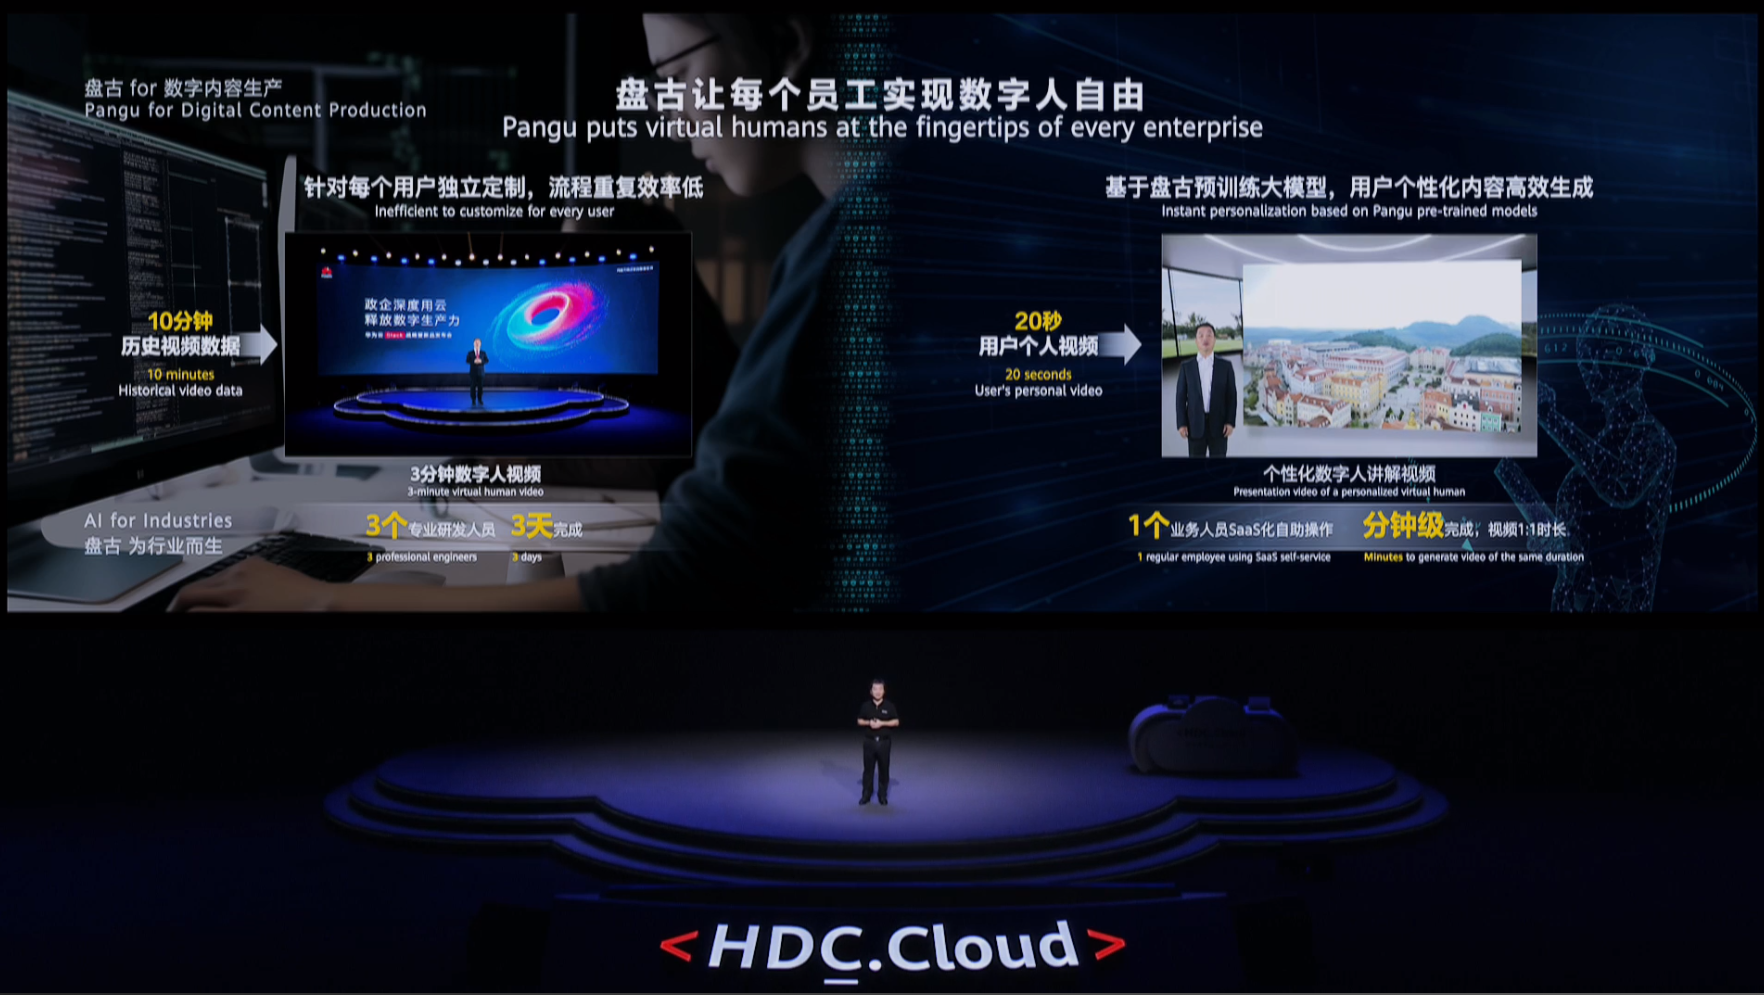 盘古 for 数字内容生产
Pangu for Digital Content Production
盘古让每个员工实现数字人自由
Pangu puts virtual humans at the fingertips of every enterprise
针对每个用户独立定制，流程重复效率低
Inefficient to customize for every user
10分钟
历史视频数据
10 minutes
Historical video data
政企深度用云
释放数字生产力
3分钟数字人视频
3-minute virtual human video
3个专业研发人员 3天完成
3 professional engineers 3 days
AI for Industries
盘古 为行业而生
基于盘古预训练大模型，用户个性化内容高效生成
Instant personalization based on Pangu pre-trained models
20秒
用户个人视频
20 seconds
User's personal video
个性化数字人讲解视频
Presentation video of a personalized virtual human
1个业务人员SaaS化自助操作 分钟级完成，视频1:1时长
1 regular employee using SaaS self-service Minutes to generate video of the same duration
<HDC.Cloud>